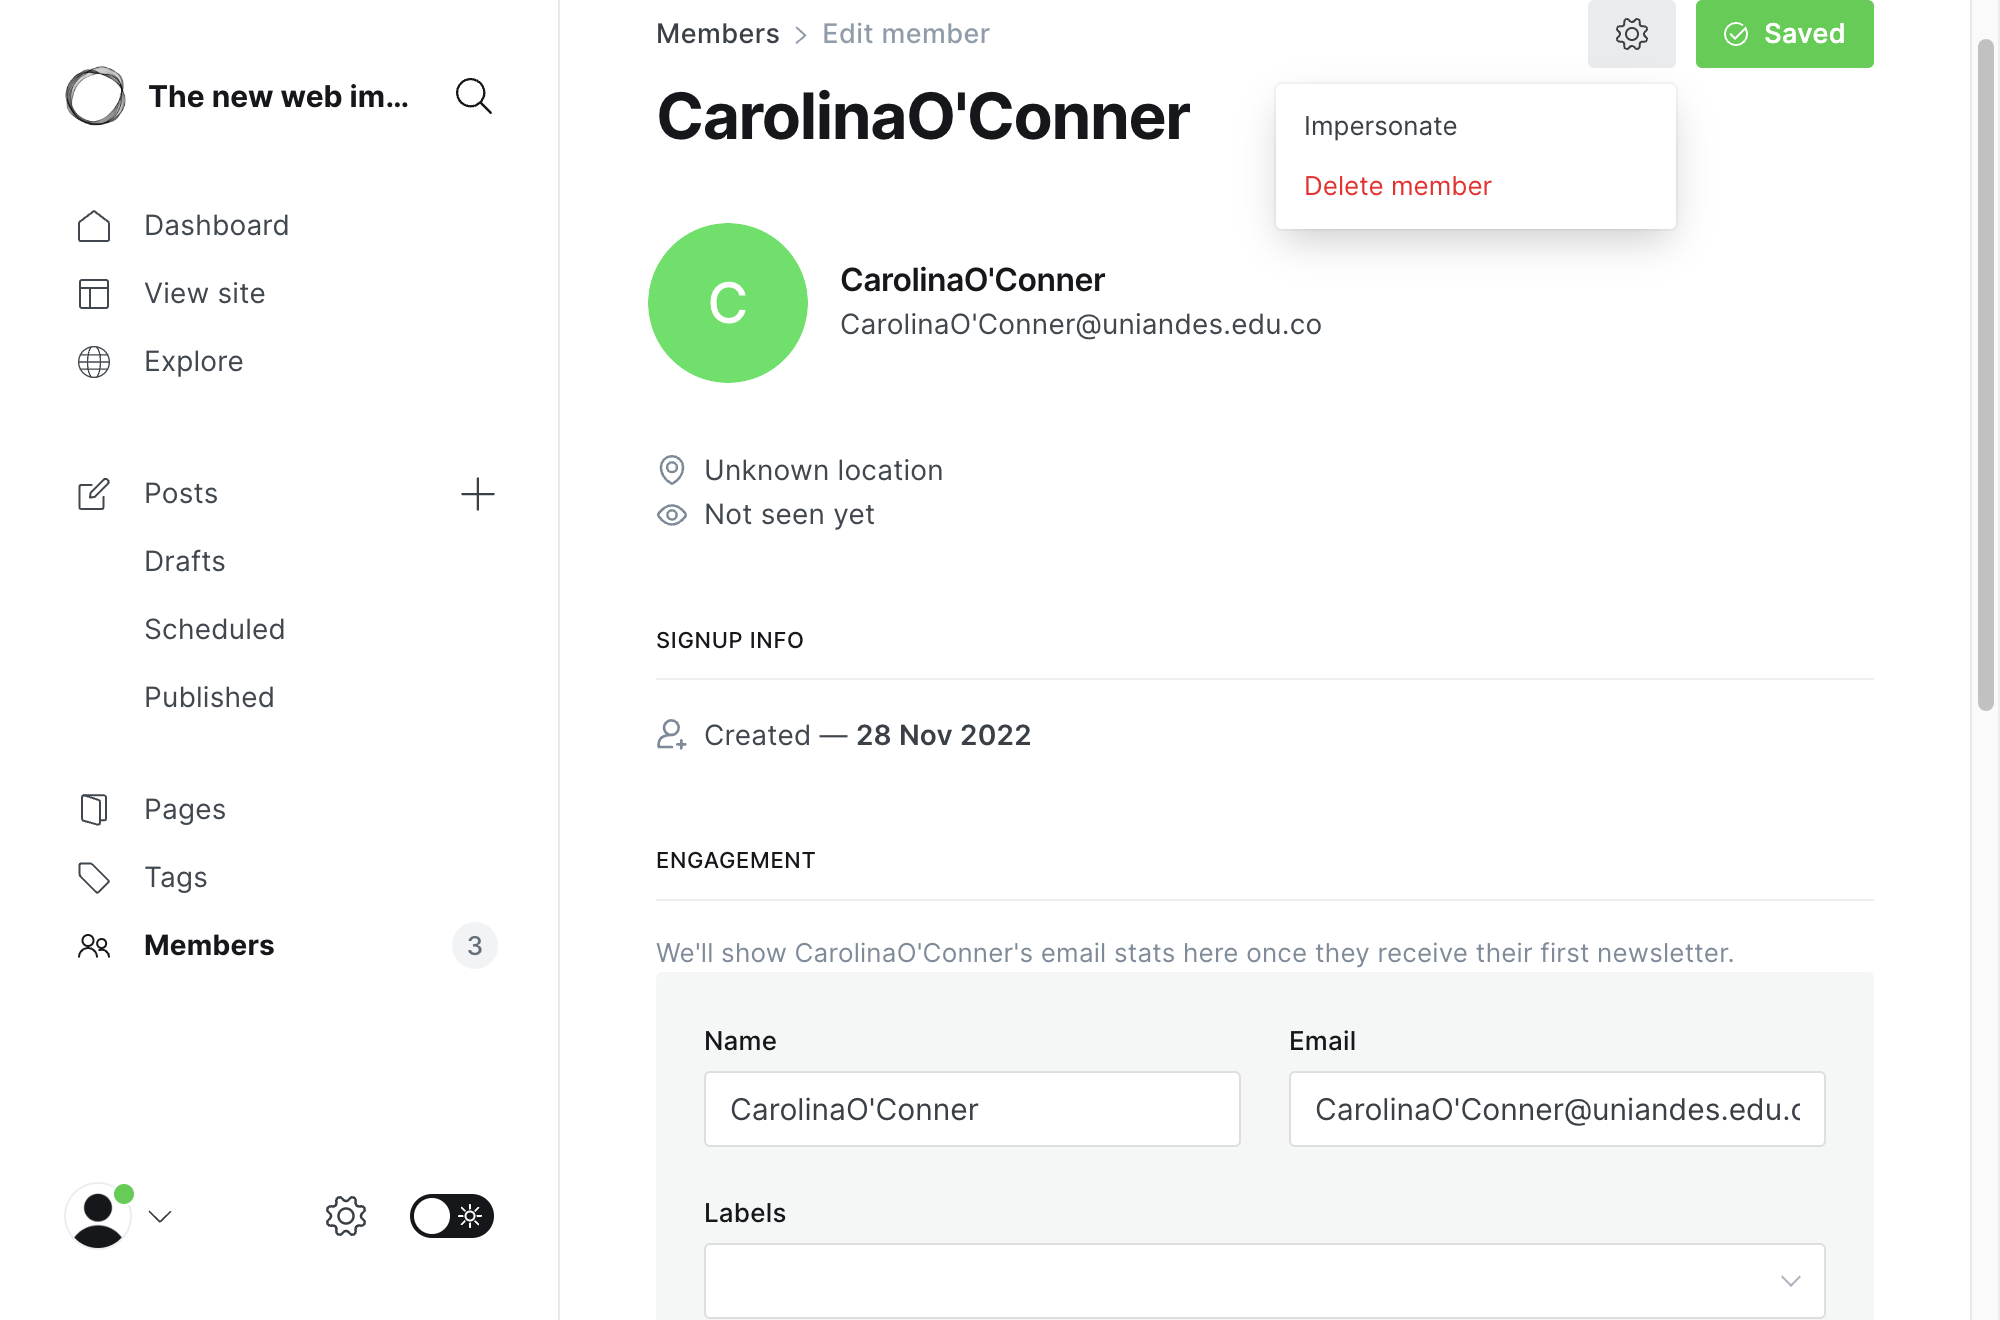 The new web im...
Dashboard
View site
Explore
Posts
Drafts
Scheduled
Published
Pages
Tags
Members 3
Members > Edit member
Saved
CarolinaO'Conner
Impersonate
Delete member
C
CarolinaO'Conner
CarolinaO'Conner@uniandes.edu.co
Unknown location
Not seen yet
SIGNUP INFO
Created — 28 Nov 2022
ENGAGEMENT
We'll show CarolinaO'Conner's email stats here once they receive their first newsletter.
Name
CarolinaO'Conner
Email
CarolinaO'Conner@uniandes.edu.c
Labels